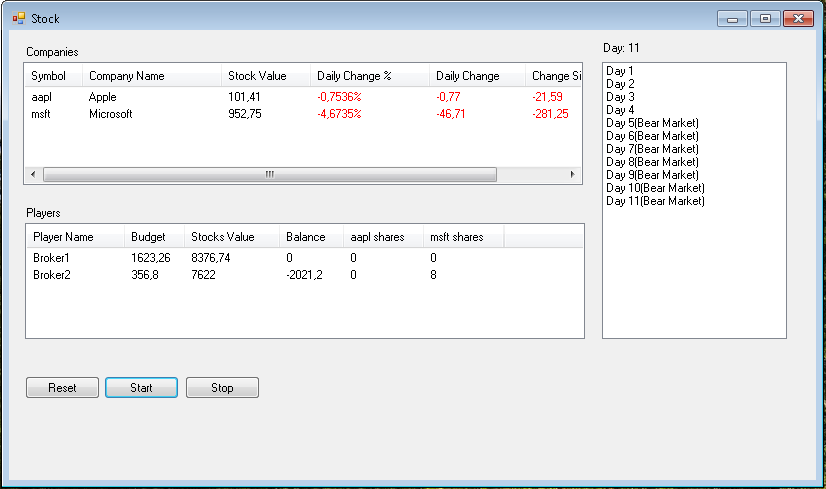 Stock
Companies
Symbol Company Name Stock Value Daily Change % Daily Change Change Si
aapl Apple 101,41 -0,7536% -0,77 -21,59
msft Microsoft 952,75 -4,6735% -46,71 -281,25
Players
Player Name Budget Stocks Value Balance aapl shares msft shares
Broker1 1623,26 8376,74 0 0 0
Broker2 356,8 7622 -2021,2 0 8
Reset Start Stop
Day: 11
Day 1
Day 2
Day 3
Day 4
Day 5(Bear Market)
Day 6(Bear Market)
Day 7(Bear Market)
Day 8(Bear Market)
Day 9(Bear Market)
Day 10(Bear Market)
Day 11(Bear Market)